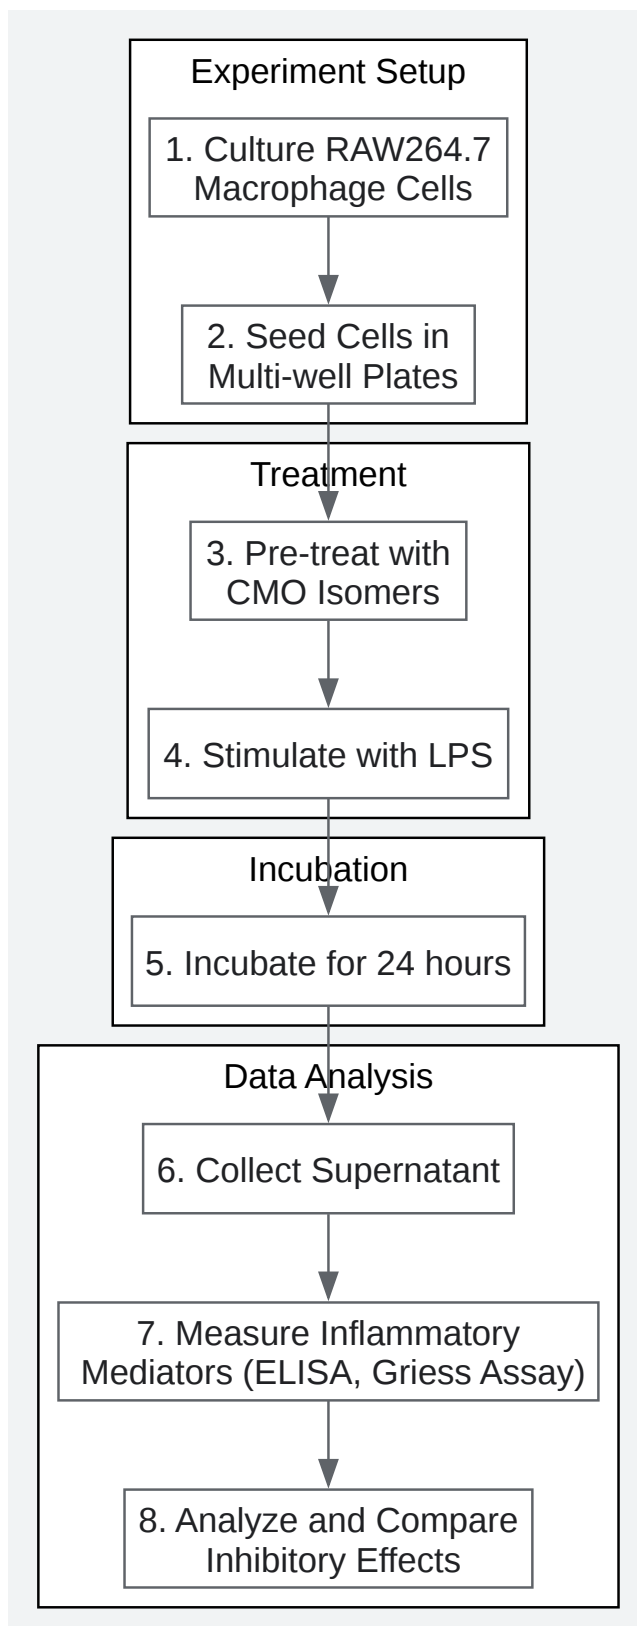 Experiment Setup
1. Culture RAW264.7
Macrophage Cells
2. Seed Cells in
Multi-well Plates
Treatment
3. Pre-treat with
CMO Isomers
4. Stimulate with LPS
Incubation
5. Incubate for 24 hours
Data Analysis
6. Collect Supernatant
7. Measure Inflammatory
Mediators (ELISA, Griess Assay)
8. Analyze and Compare
Inhibitory Effects